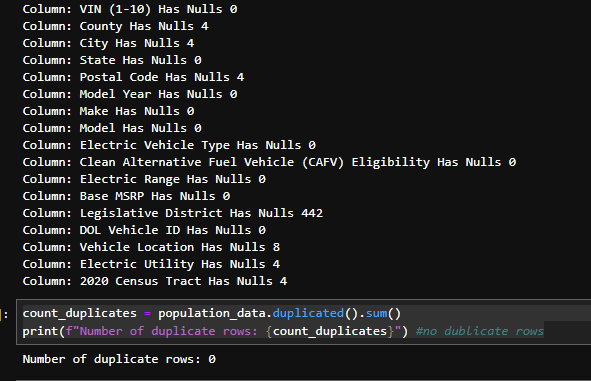 Column: VIN (1-10) Has Nulls 0
Column: County Has Nulls 4
Column: City Has Nulls 4
Column: State Has Nulls 0
Column: Postal Code Has Nulls 4
Column: Model Year Has Nulls 0
Column: Make Has Nulls 0
Column: Model Has Nulls 0
Column: Electric Vehicle Type Has Nulls 0
Column: Clean Alternative Fuel Vehicle (CAFV) Eligibility Has Nulls 0
Column: Electric Range Has Nulls 0
Column: Base MSRP Has Nulls 0
Column: Legislative District Has Nulls 442
Column: DOL Vehicle ID Has Nulls 0
Column: Vehicle Location Has Nulls 8
Column: Electric Utility Has Nulls 4
Column: 2020 Census Tract Has Nulls 4
]: count_duplicates = population_data.duplicated().sum()
print(f"Number of duplicate rows: {count_duplicates}") #no dublicate rows
Number of duplicate rows: 0